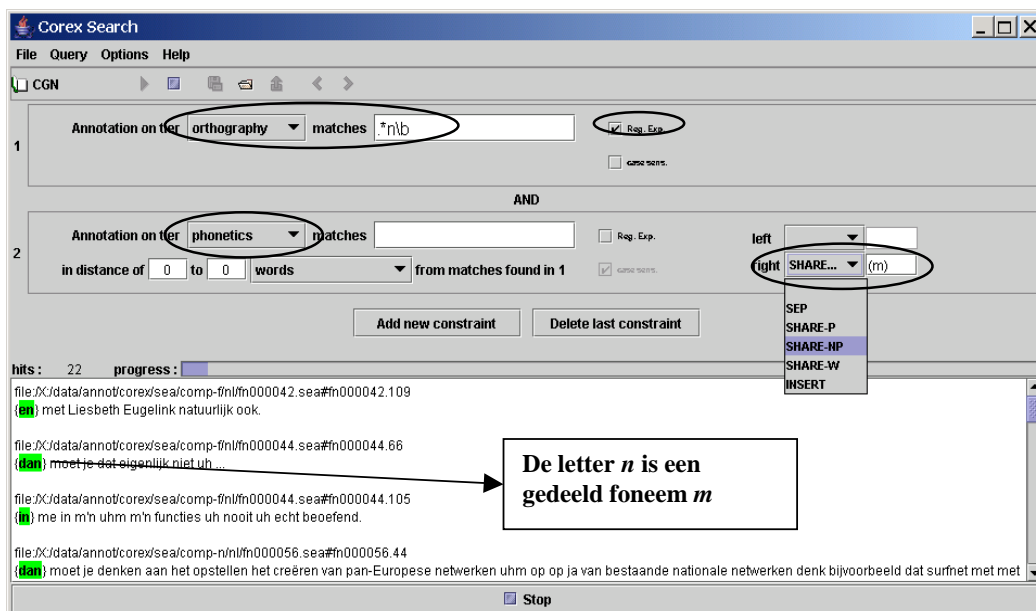 Corex Search
File Query Options Help
CGN
1 Annotation on tier orthography matches .*n\b Reg. Exp.
case sens.
AND
2 Annotation on tier phonetics matches Reg. Exp. left
in distance of 0 to 0 words from matches found in 1 case sens. right SHARE... (m)
SEP
SHARE-P
SHARE-NP
SHARE-W
INSERT
Add new constraint Delete last constraint
hits : 22 progress :
file:/X:/data/annot/corex/sea/comp-f/nl/fn000042.sea#fn000042.109
{en} met Liesbeth Eugelink natuurlijk ook.
file:/X:/data/annot/corex/sea/comp-f/nl/fn000044.sea#fn000044.66
{dan} moet je dat eigenlijk niet uh ...
De letter n is een
gedeeld foneem m
file:/X:/data/annot/corex/sea/comp-f/nl/fn000044.sea#fn000044.105
{in} me in m'n uhm m'n functies uh nooit uh echt beoefend.
file:/X:/data/annot/corex/sea/comp-n/nl/fn000056.sea#fn000056.44
{dan} moet je denken aan het opstellen het creëren van pan-Europese netwerken uhm op op ja van bestaande nationale netwerken denk bijvoorbeeld dat surfnet met met
Stop